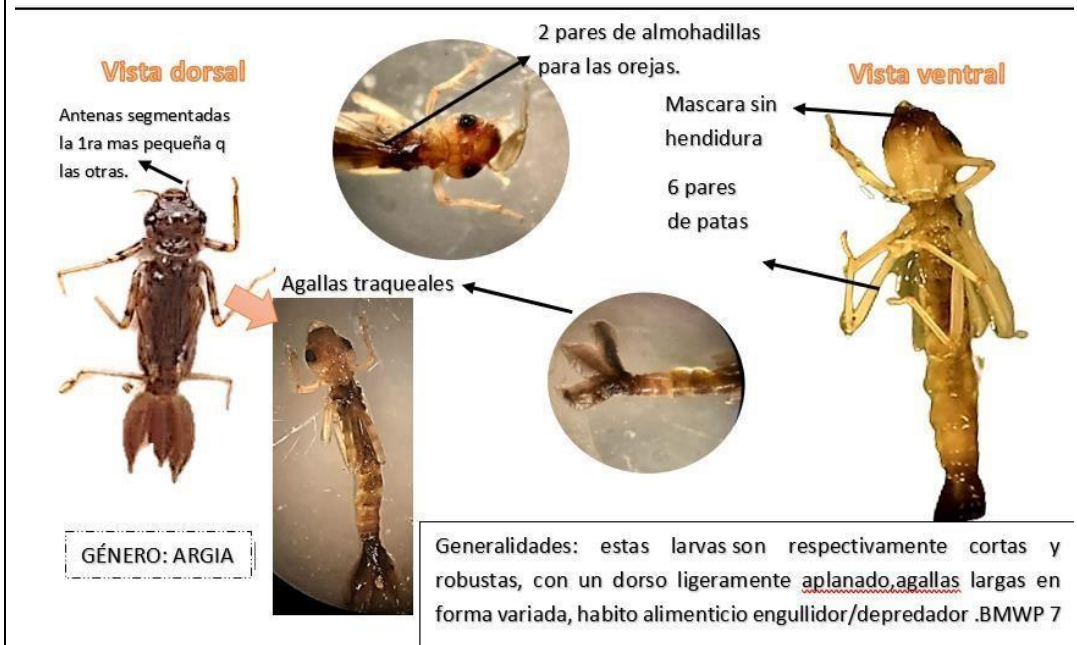 Vista dorsal
Antenas segmentadas
la 1ra mas pequeña q
las otras.
2 pares de almohadillas
para las orejas.
Vista ventral
Mascara sin
hendidura
6 pares
de patas
Agallas traqueales
GÉNERO: ARGIA
Generalidades: estas larvas son respectivamente cortas y
robustas, con un dorso ligeramente aplanado,agallas largas en
forma variada, habito alimenticio engullidor/depredador .BMWP 7